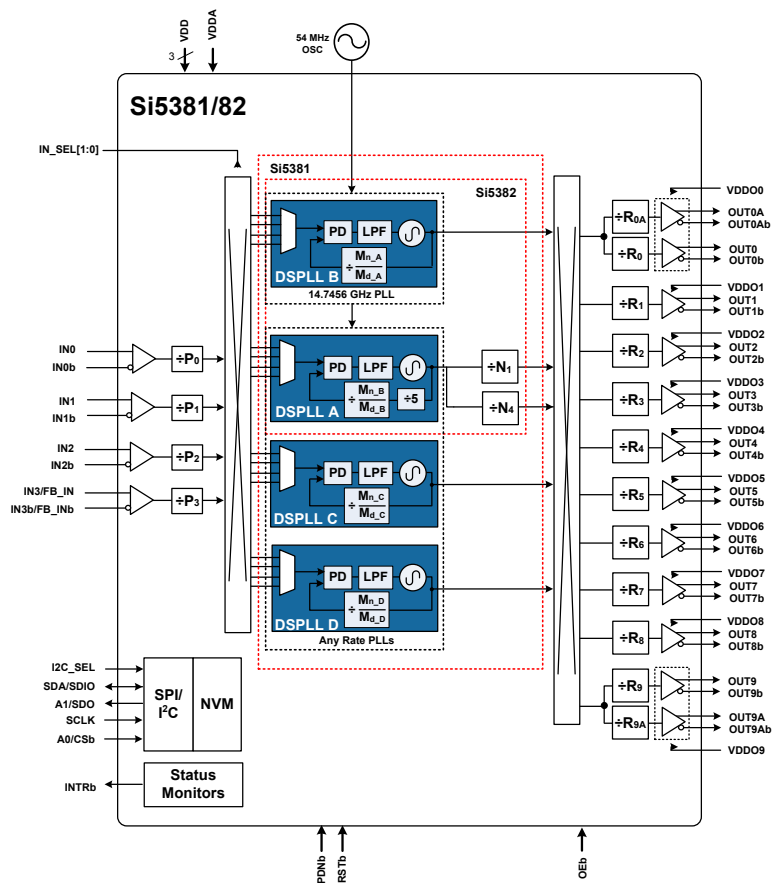 VDD
VDDA
3
54 MHz
OSC
Si5381/82
IN_SEL[1:0]
Si5381
Si5382
PD
LPF
÷
Mn_A
Md_A
DSPLL B
14.7456 GHz PLL
PD
LPF
÷
Mn_B
Md_B
÷5
DSPLL A
÷N1
÷N4
PD
LPF
÷
Mn_C
Md_C
DSPLL C
PD
LPF
÷
Mn_D
Md_D
DSPLL D
Any Rate PLLs
IN0
IN0b
÷P0
IN1
IN1b
÷P1
IN2
IN2b
÷P2
IN3/FB_IN
IN3b/FB_INb
÷P3
÷R0A
÷R0
÷R1
÷R2
÷R3
÷R4
÷R5
÷R6
÷R7
÷R8
÷R9
÷R9A
VDDO0
OUT0A
OUT0Ab
OUT0
OUT0b
VDDO1
OUT1
OUT1b
VDDO2
OUT2
OUT2b
VDDO3
OUT3
OUT3b
VDDO4
OUT4
OUT4b
VDDO5
OUT5
OUT5b
VDDO6
OUT6
OUT6b
VDDO7
OUT7
OUT7b
VDDO8
OUT8
OUT8b
OUT9
OUT9b
OUT9A
OUT9Ab
VDDO9
I2C_SEL
SDA/SDIO
A1/SDO
SCLK
A0/CSb
SPI/
I2C
NVM
INTRb
Status
Monitors
PDNb
RSTb
OEb